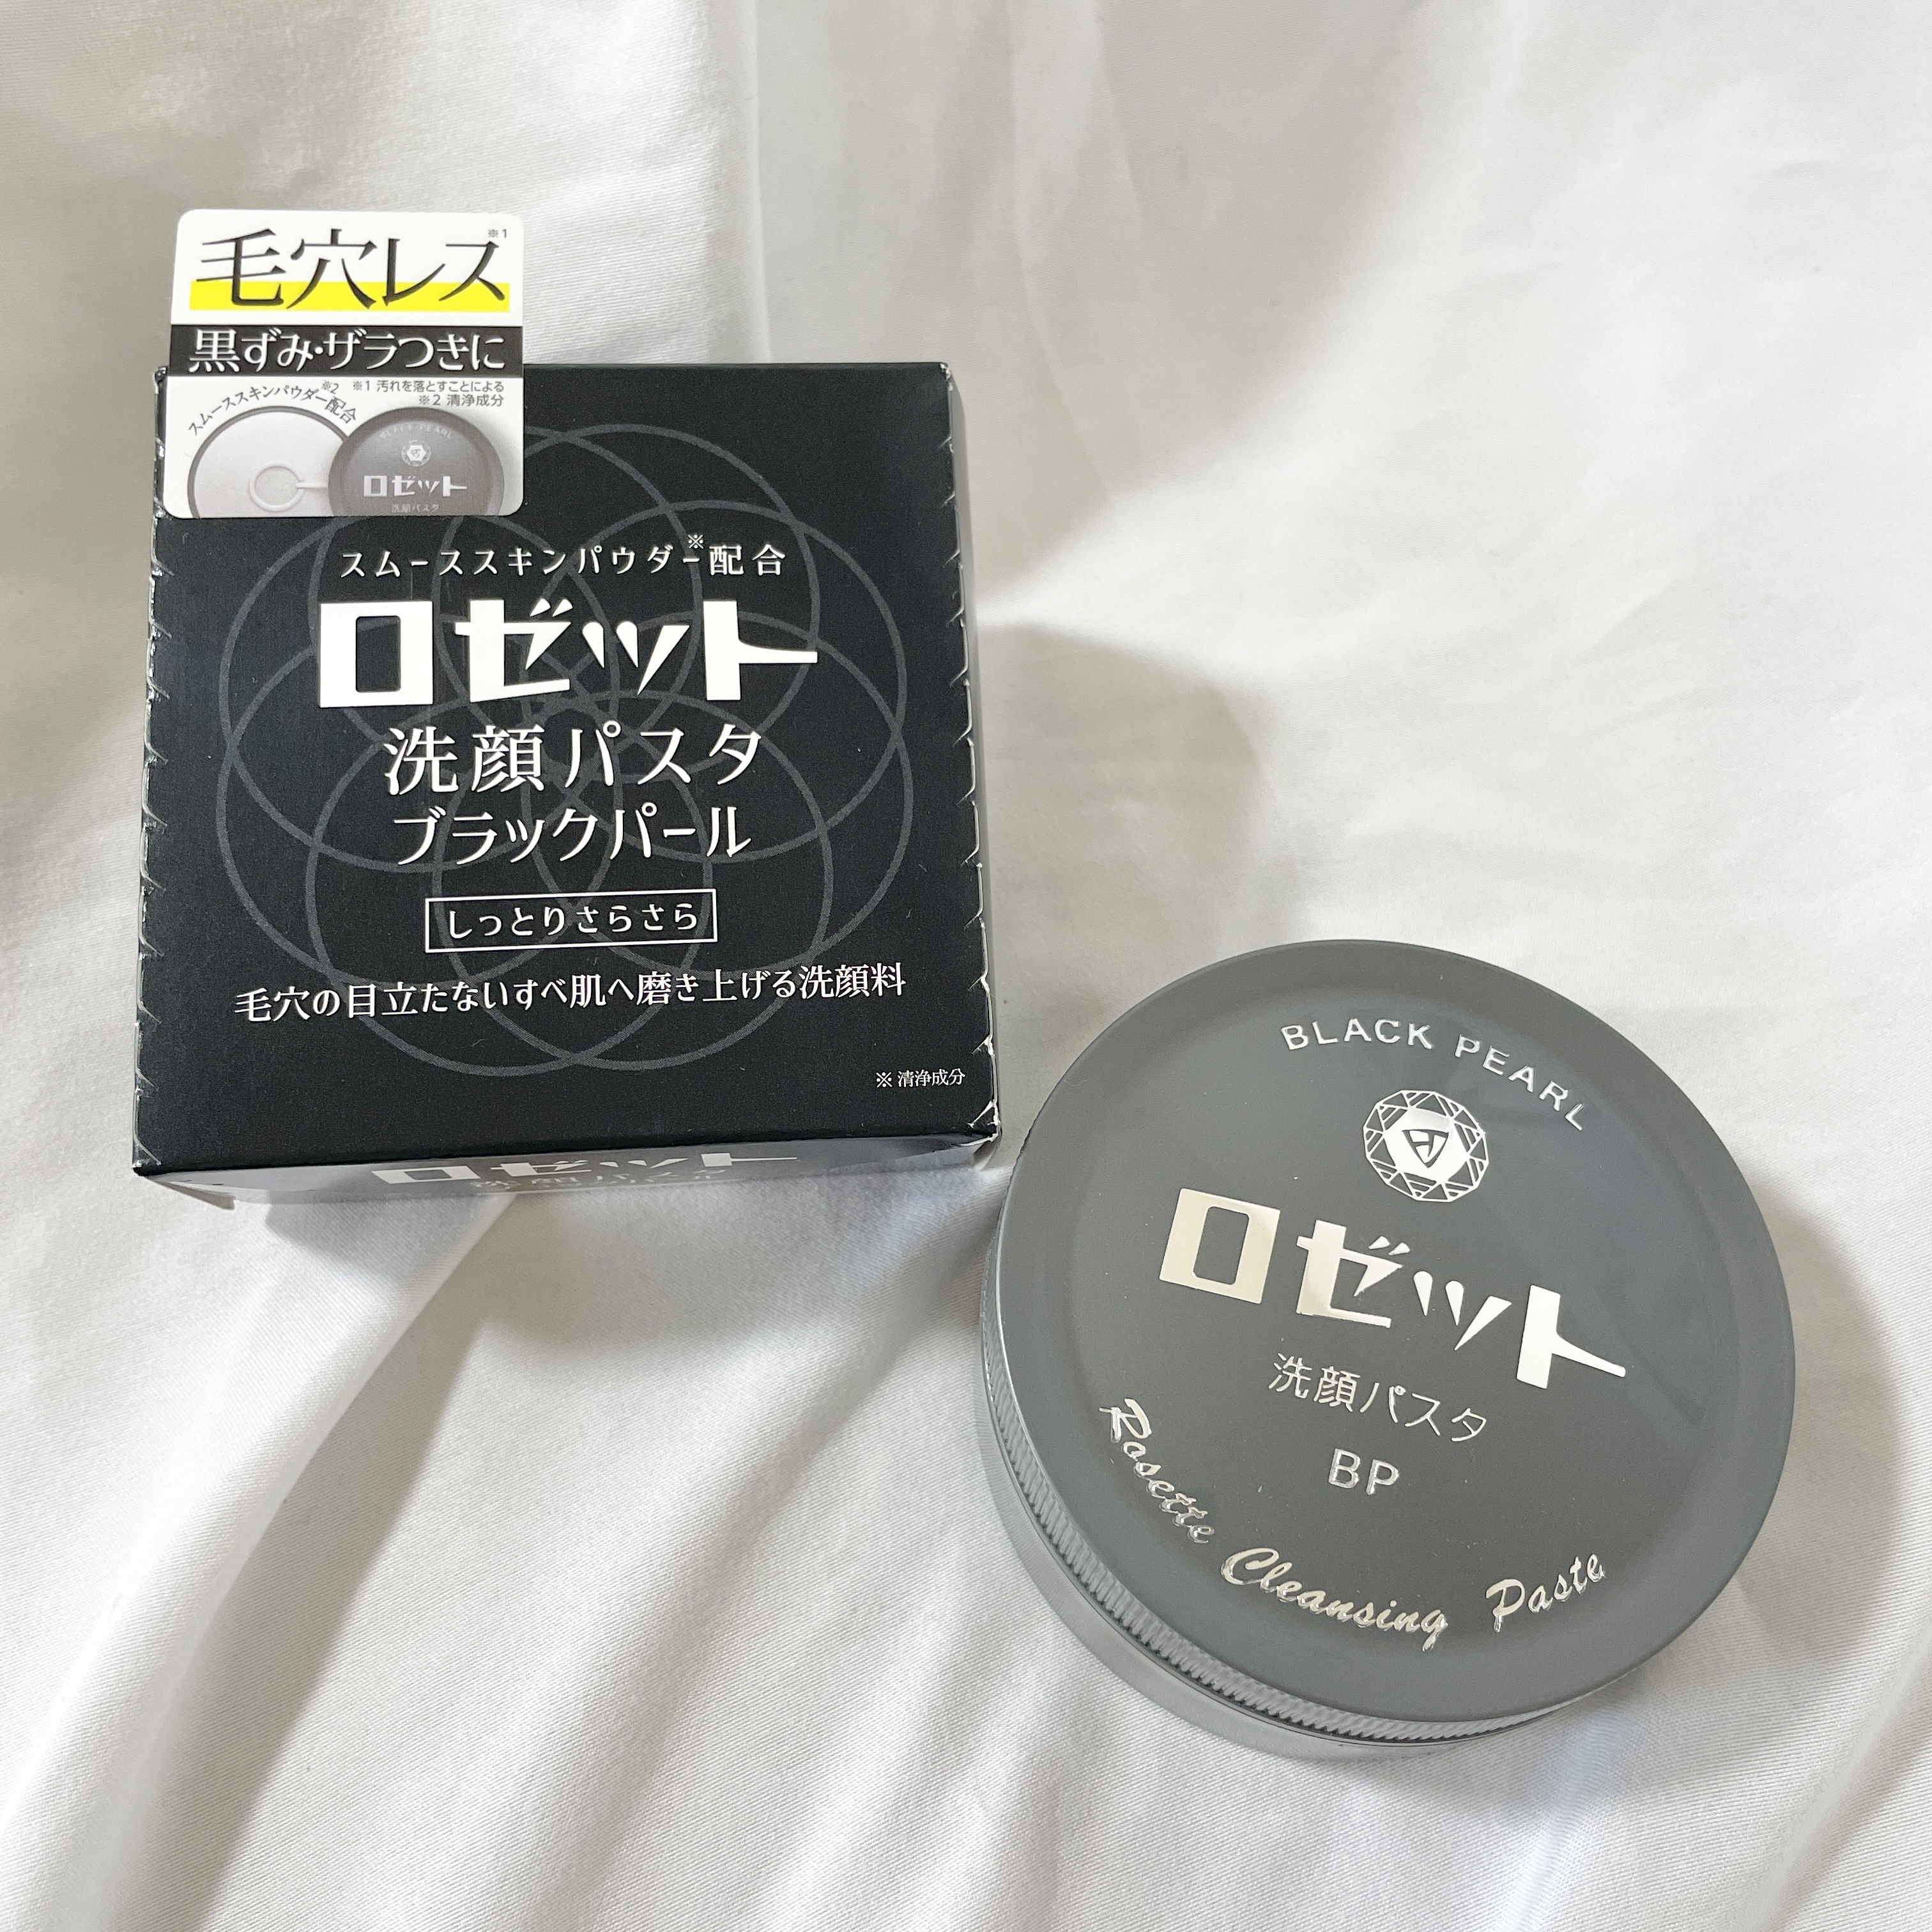 毛穴レス※1
黒ずみ・ザラつきに
スムーススキンパウダー※2配合
※1 汚れを落とすことによる
※2 清浄成分
BLACK PEARL
ロゼット
洗顔パスタ
スムーススキンパウダー※配合
ロゼット
洗顔パスタ
ブラックパール
しっとりさらさら
毛穴の目立たないすべ肌へ磨き上げる洗顔料
※ 清浄成分
ロゼット
洗顔パスタ
BLACK PEARL
ロゼット
洗顔パスタ
BP
Rosette Cleansing Paste